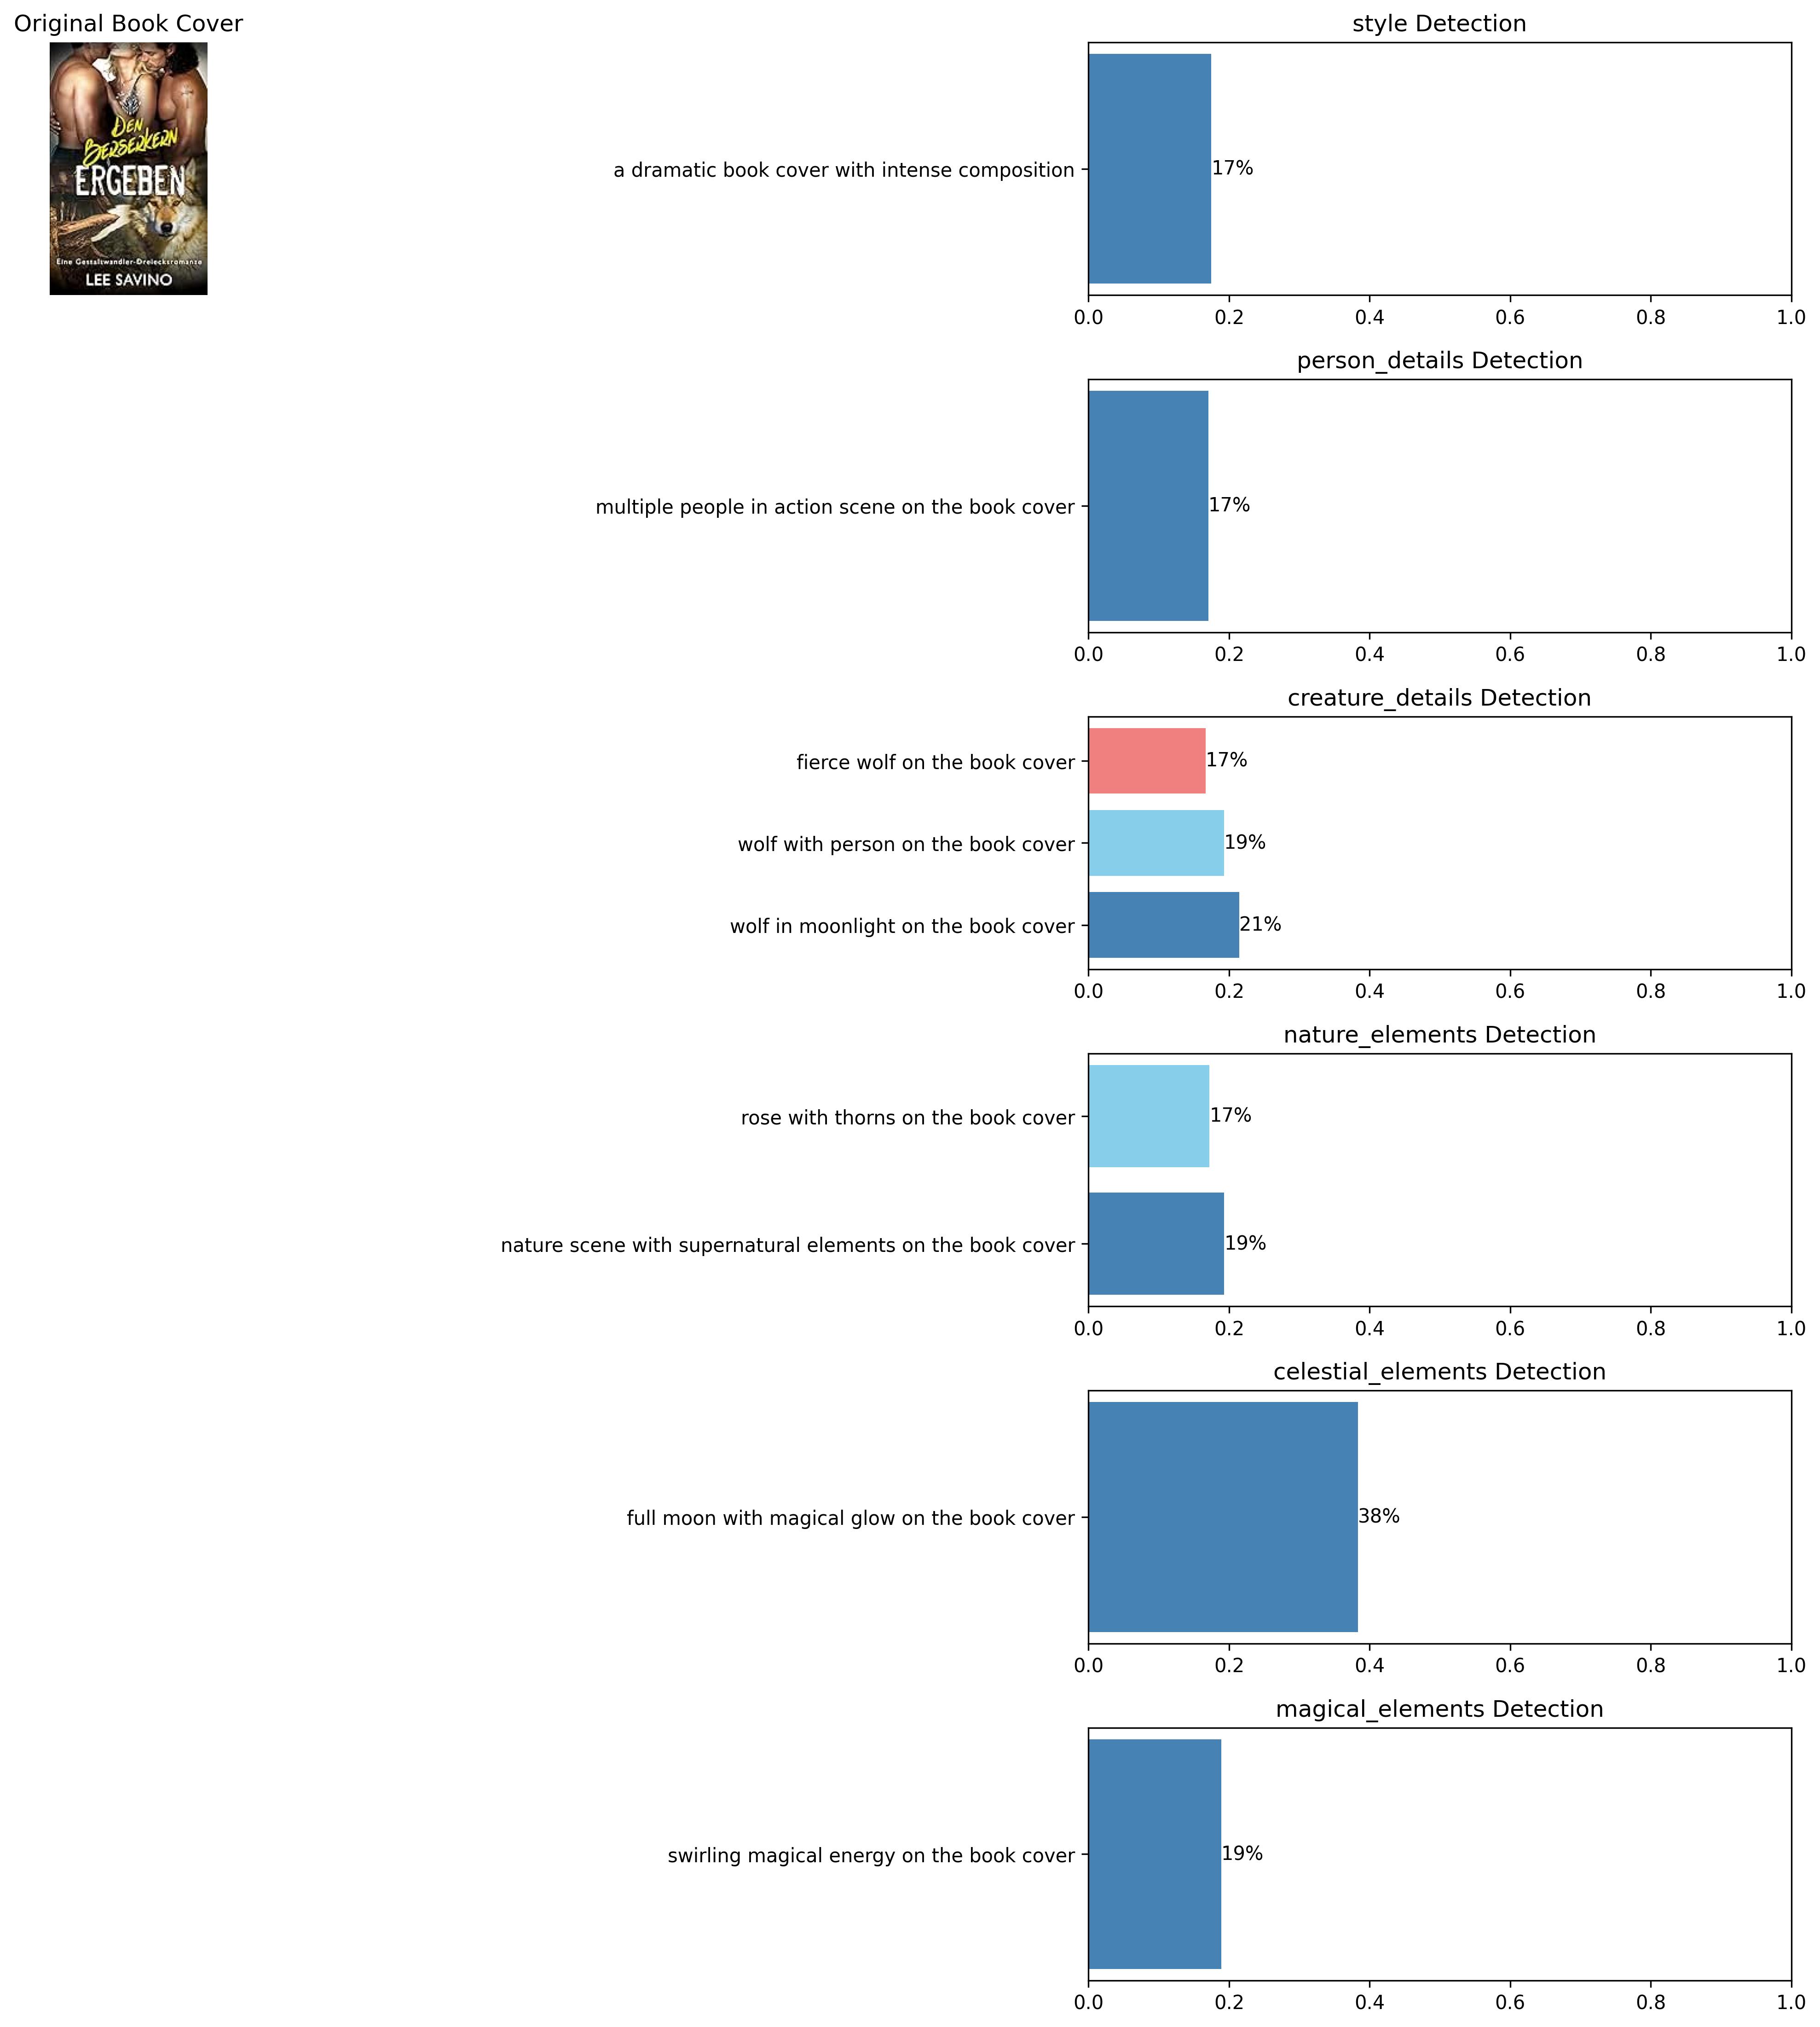 Original Book Cover
DEN
BERSERKERN
ERGEBEN
Eine Gestaltwandler-Dreiecksromanze
LEE SAVINO
style Detection
a dramatic book cover with intense composition
17%
0.0 0.2 0.4 0.6 0.8 1.0
person_details Detection
multiple people in action scene on the book cover
17%
0.0 0.2 0.4 0.6 0.8 1.0
creature_details Detection
fierce wolf on the book cover
17%
wolf with person on the book cover
19%
wolf in moonlight on the book cover
21%
0.0 0.2 0.4 0.6 0.8 1.0
nature_elements Detection
rose with thorns on the book cover
17%
nature scene with supernatural elements on the book cover
19%
0.0 0.2 0.4 0.6 0.8 1.0
celestial_elements Detection
full moon with magical glow on the book cover
38%
0.0 0.2 0.4 0.6 0.8 1.0
magical_elements Detection
swirling magical energy on the book cover
19%
0.0 0.2 0.4 0.6 0.8 1.0